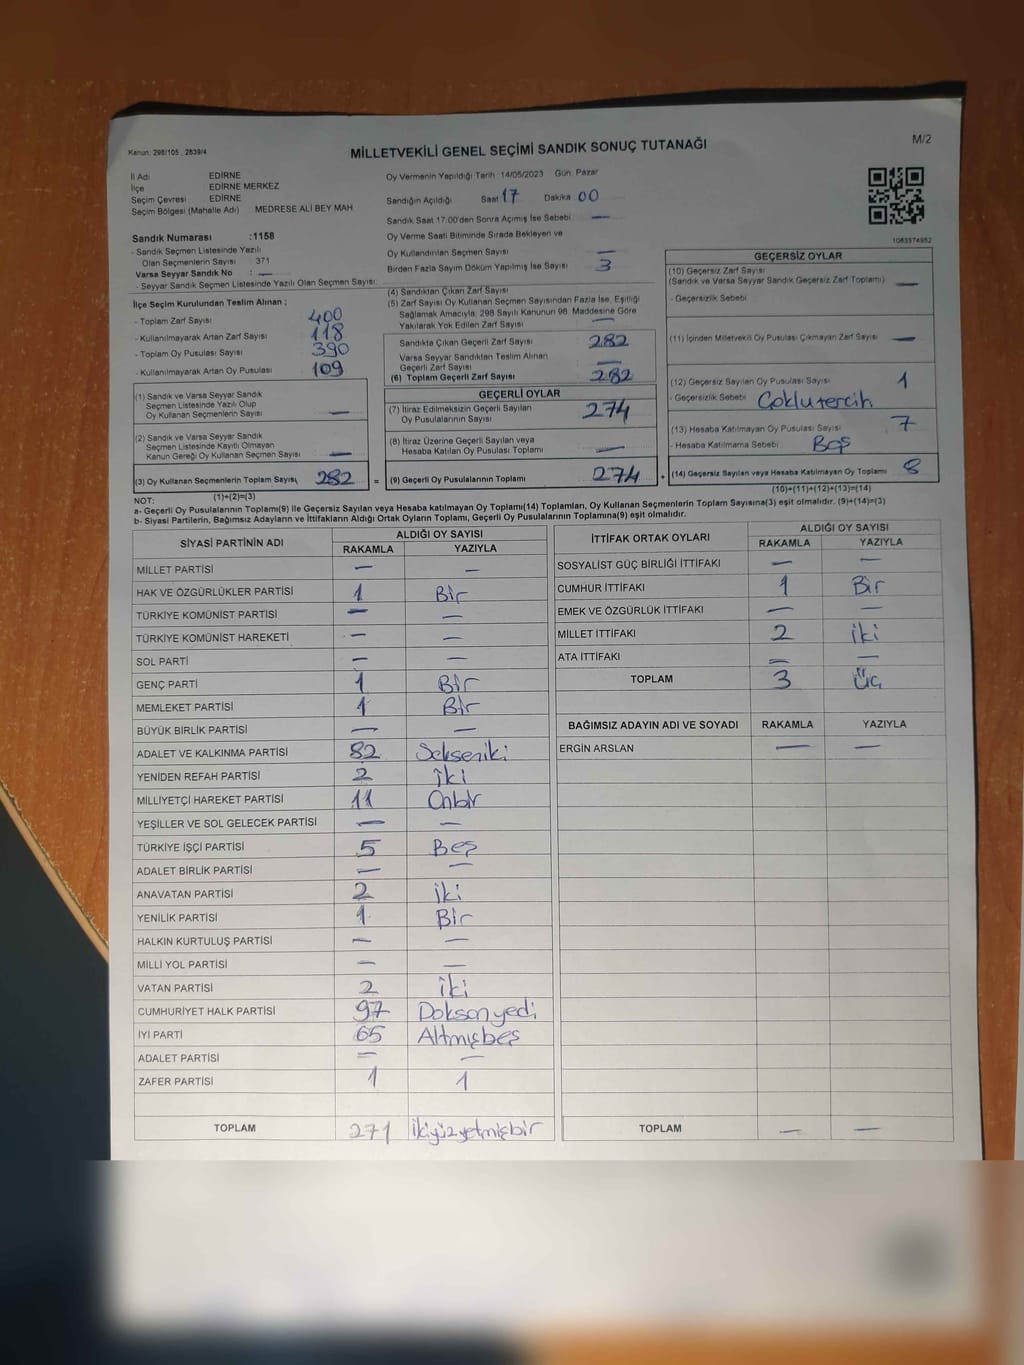 Kanun: 298/105 , 2839/4
M/2
MİLLETVEKİLİ GENEL SEÇİMİ SANDIK SONUÇ TUTANAĞI
İl Adı EDİRNE
İlçe EDİRNE MERKEZ
Seçim Çevresi EDİRNE
Seçim Bölgesi (Mahalle Adı) MEDRESE ALİ BEY MAH.
Sandık Numarası :1158
- Sandık Seçmen Listesinde Yazılı
Olan Seçmenlerin Sayısı 371
Varsa Seyyar Sandık No : —
- Seyyar Sandık Seçmen Listesinde Yazılı Olan Seçmen Sayısı:
Oy Vermenin Yapıldığı Tarih :14/05/2023 Gün: Pazar
Sandığın Açıldığı Saat 17 Dakika 00
Sandık Saat 17:00'den Sonra Açımış İse Sebebi: —
Oy Verme Saati Bitiminde Sırada Bekleyen ve
Oy Kullandırılan Seçmen Sayısı —
Birden Fazla Sayım Döküm Yapılmış İse Sayısı 3
1083574952
İlçe Seçim Kurulundan Teslim Alınan ;
- Toplam Zarf Sayısı 400
- Kullanılmayarak Artan Zarf Sayısı 118
- Toplam Oy Pusulası Sayısı 390
- Kullanılmayarak Artan Oy Pusulası 109
(4) Sandıktan Çıkan Zarf Sayısı
(5) Zarf Sayısı Oy Kullanan Seçmen Sayısından Fazla İse, Eşitliği
Sağlamak Amacıyla, 298 Sayılı Kanunun 98. Maddesine Göre
Yakılarak Yok Edilen Zarf Sayısı —
Sandıkta Çıkan Geçerli Zarf Sayısı 282
Varsa Seyyar Sandıktan Teslim Alınan
Geçerli Zarf Sayısı —
(6) Toplam Geçerli Zarf Sayısı 282
GEÇERSİZ OYLAR
(10) Geçersiz Zarf Sayısı
(Sandık ve Varsa Seyyar Sandık Geçersiz Zarf Toplamı) —
- Geçersizlik Sebebi
(11) İçinden Milletvekili Oy Pusulası Çıkmayan Zarf Sayısı —
(12) Geçersiz Sayılan Oy Pusulası Sayısı 1
- Geçersizlik Sebebi Çoklu tercih
(13) Hesaba Katılmayan Oy Pusulası Sayısı 7
- Hesaba Katılmama Sebebi Boş
(14) Geçersiz Sayılan veya Hesaba Katılmayan Oy Toplamı 8
(10)+(11)+(12)+(13)=(14)
(1) Sandık ve Varsa Seyyar Sandık
Seçmen Listesinde Yazılı Olup
Oy Kullanan Seçmenlerin Sayısı —
(2) Sandık ve Varsa Seyyar Sandık
Seçmen Listesinde Kayıtlı Olmayan
Kanun Gereği Oy Kullanan Seçmen Sayısı —
(3) Oy Kullanan Seçmenlerin Toplam Sayısı, 282 =
(1)+(2)=(3)
GEÇERLİ OYLAR
(7) İtiraz Edilmeksizin Geçerli Sayılan
Oy Pusulasının Sayısı 274
(8) İtiraz Üzerine Geçerli Sayılan veya
Hesaba Katılan Oy Pusulası Toplamı —
(9) Geçerli Oy Pusulalarının Toplamı 274 +
NOT:
a- Geçerli Oy Pusulalarının Toplamı(9) ile Geçersiz Sayılan veya Hesaba katılmayan Oy Toplamı(14) Toplamları, Oy Kullanan Seçmenlerin Toplam Sayısına(3) eşit olmalıdır. (9)+(14)=(3)
b- Siyasi Partilerin, Bağımsız Adayların ve İttifakların Aldığı Ortak Oyların Toplamı, Geçerli Oy Pusulalarının Toplamına(9) eşit olmalıdır.
SİYASİ PARTİNİN ADI ALDIĞI OY SAYISI
RAKAMLA YAZIYLA
MİLLET PARTİSİ — —
HAK VE ÖZGÜRLÜKLER PARTİSİ 1 Bir
TÜRKİYE KOMÜNİST PARTİSİ — —
TÜRKİYE KOMÜNİST HAREKETİ — —
SOL PARTİ — —
GENÇ PARTİ 1 Bir
MEMLEKET PARTİSİ 1 Bir
BÜYÜK BİRLİK PARTİSİ — —
ADALET VE KALKINMA PARTİSİ 82 Sekseniki
YENİDEN REFAH PARTİSİ 2 İki
MİLLİYETÇİ HAREKET PARTİSİ 11 Onbir
YEŞİLLER VE SOL GELECEK PARTİSİ — —
TÜRKİYE İŞÇİ PARTİSİ 5 Beş
ADALET BİRLİK PARTİSİ — —
ANAVATAN PARTİSİ 2 İki
YENİLİK PARTİSİ 1 Bir
HALKIN KURTULUŞ PARTİSİ — —
MİLLİ YOL PARTİSİ — —
VATAN PARTİSİ 2 İki
CUMHURİYET HALK PARTİSİ 97 Doksanyedi
İYİ PARTİ 65 Altmışbeş
ADALET PARTİSİ — —
ZAFER PARTİSİ 1 1
TOPLAM 271 İkiyüzyetmişbir
İTTİFAK ORTAK OYLARI ALDIĞI OY SAYISI
RAKAMLA YAZIYLA
SOSYALİST GÜÇ BİRLİĞİ İTTİFAKI — —
CUMHUR İTTİFAKI 1 Bir
EMEK VE ÖZGÜRLÜK İTTİFAKI — —
MİLLET İTTİFAKI 2 İki
ATA İTTİFAKI — —
TOPLAM 3 Üç
BAĞIMSIZ ADAYIN ADI VE SOYADI RAKAMLA YAZIYLA
ERGİN ARSLAN — —
TOPLAM — —